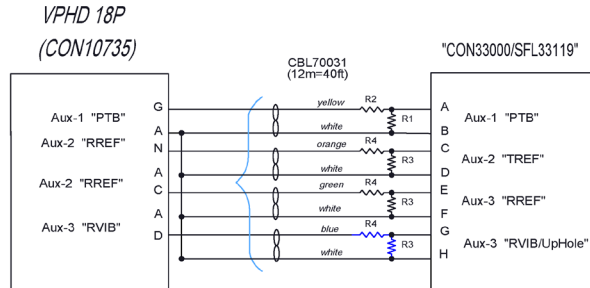 VPHD 18P
(CON10735)
CBL70031
(12m=40ft)
"CON33000/SFL33119"
Aux-1 "PTB"
G
yellow
R2
R1
A
Aux-1 "PTB"
A
white
B
Aux-2 "RREF"
N
orange
R4
R3
C
Aux-2 "TREF"
A
white
D
Aux-2 "RREF"
C
green
R4
R3
E
Aux-3 "RREF"
A
white
F
Aux-3 "RVIB"
D
blue
R4
R3
G
Aux-3 "RVIB/UpHole"
white
H